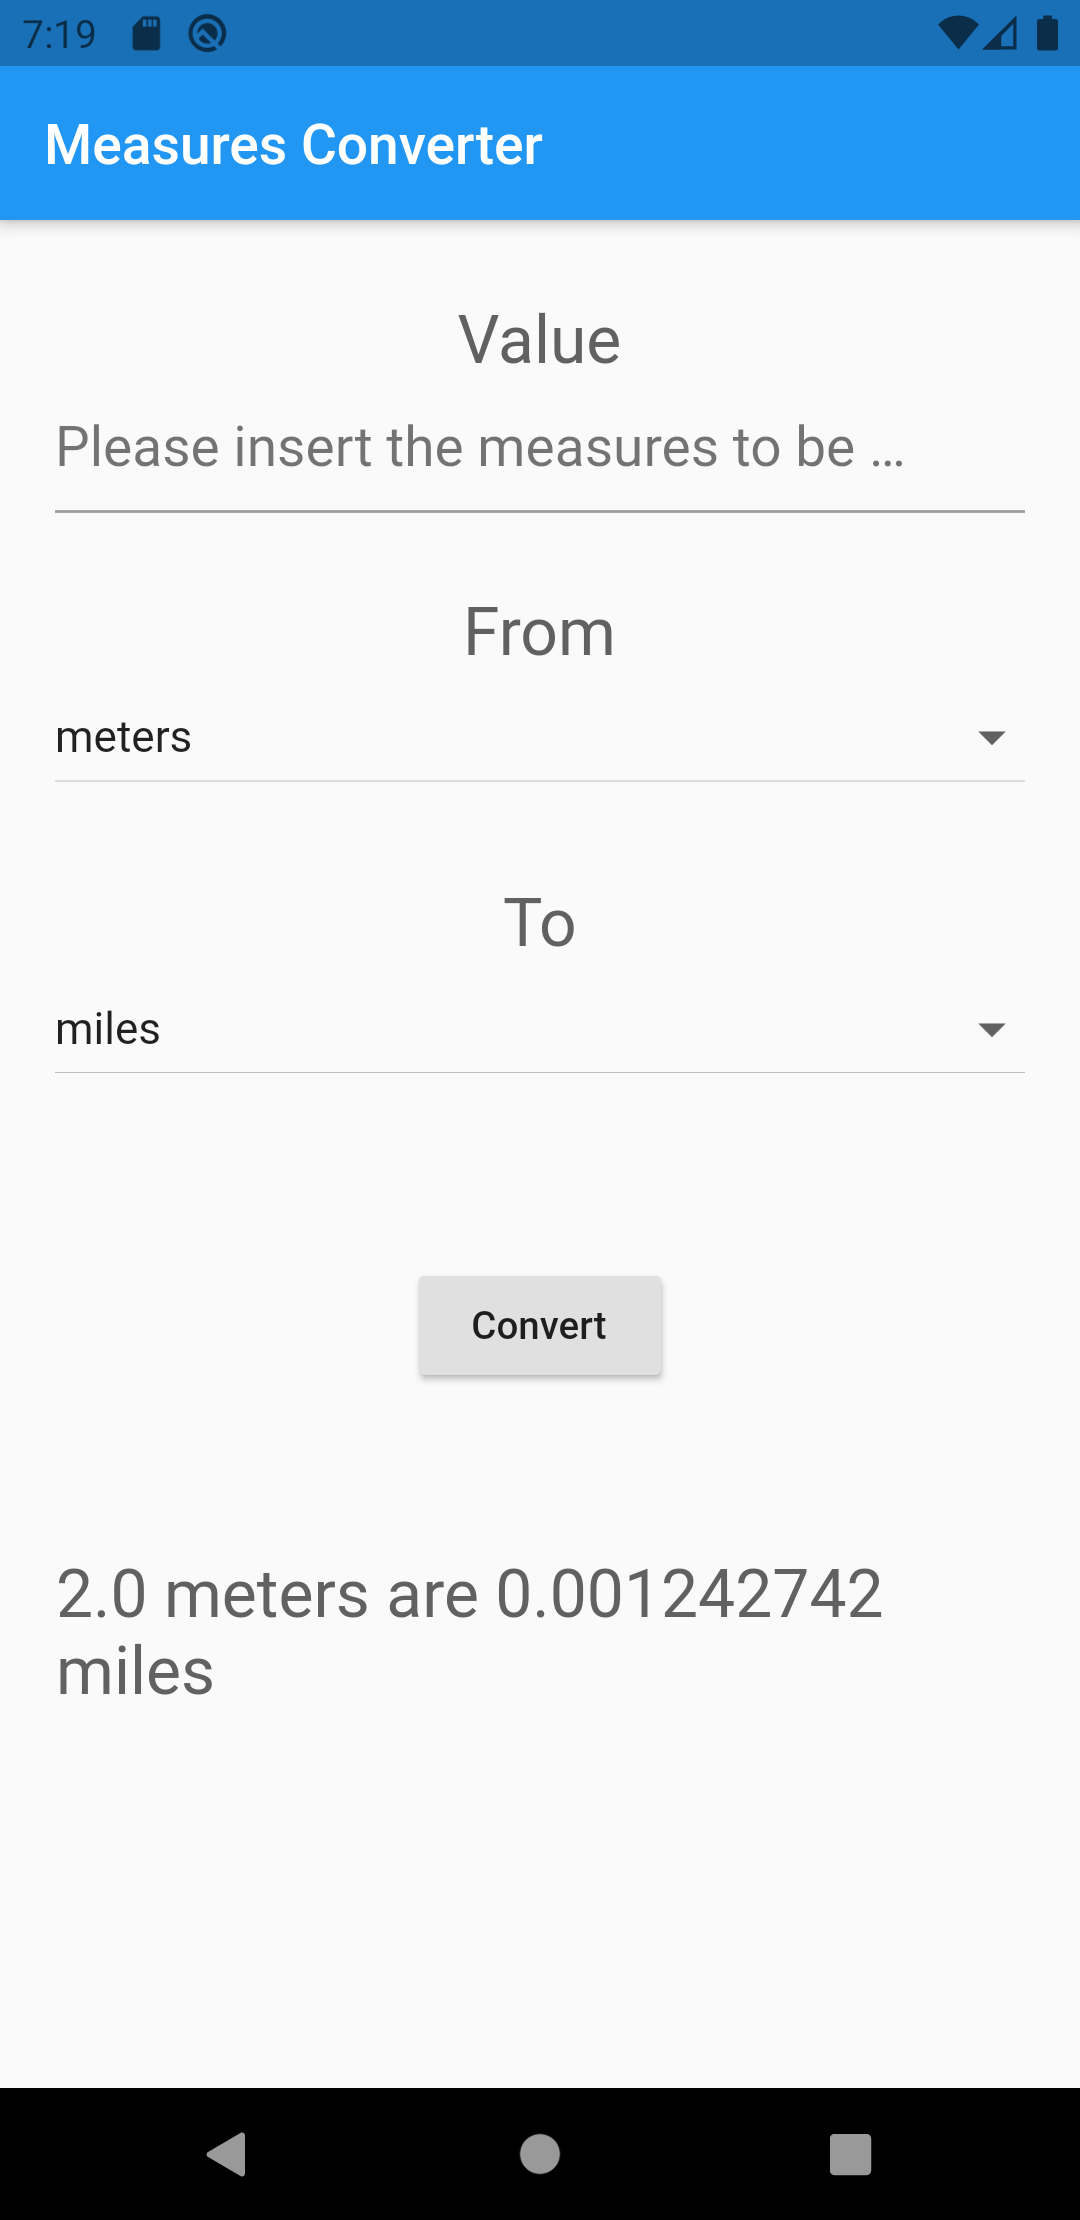 7:19
Measures Converter
Value
Please insert the measures to be ...
From
meters
To
miles
Convert
2.0 meters are 0.001242742
miles